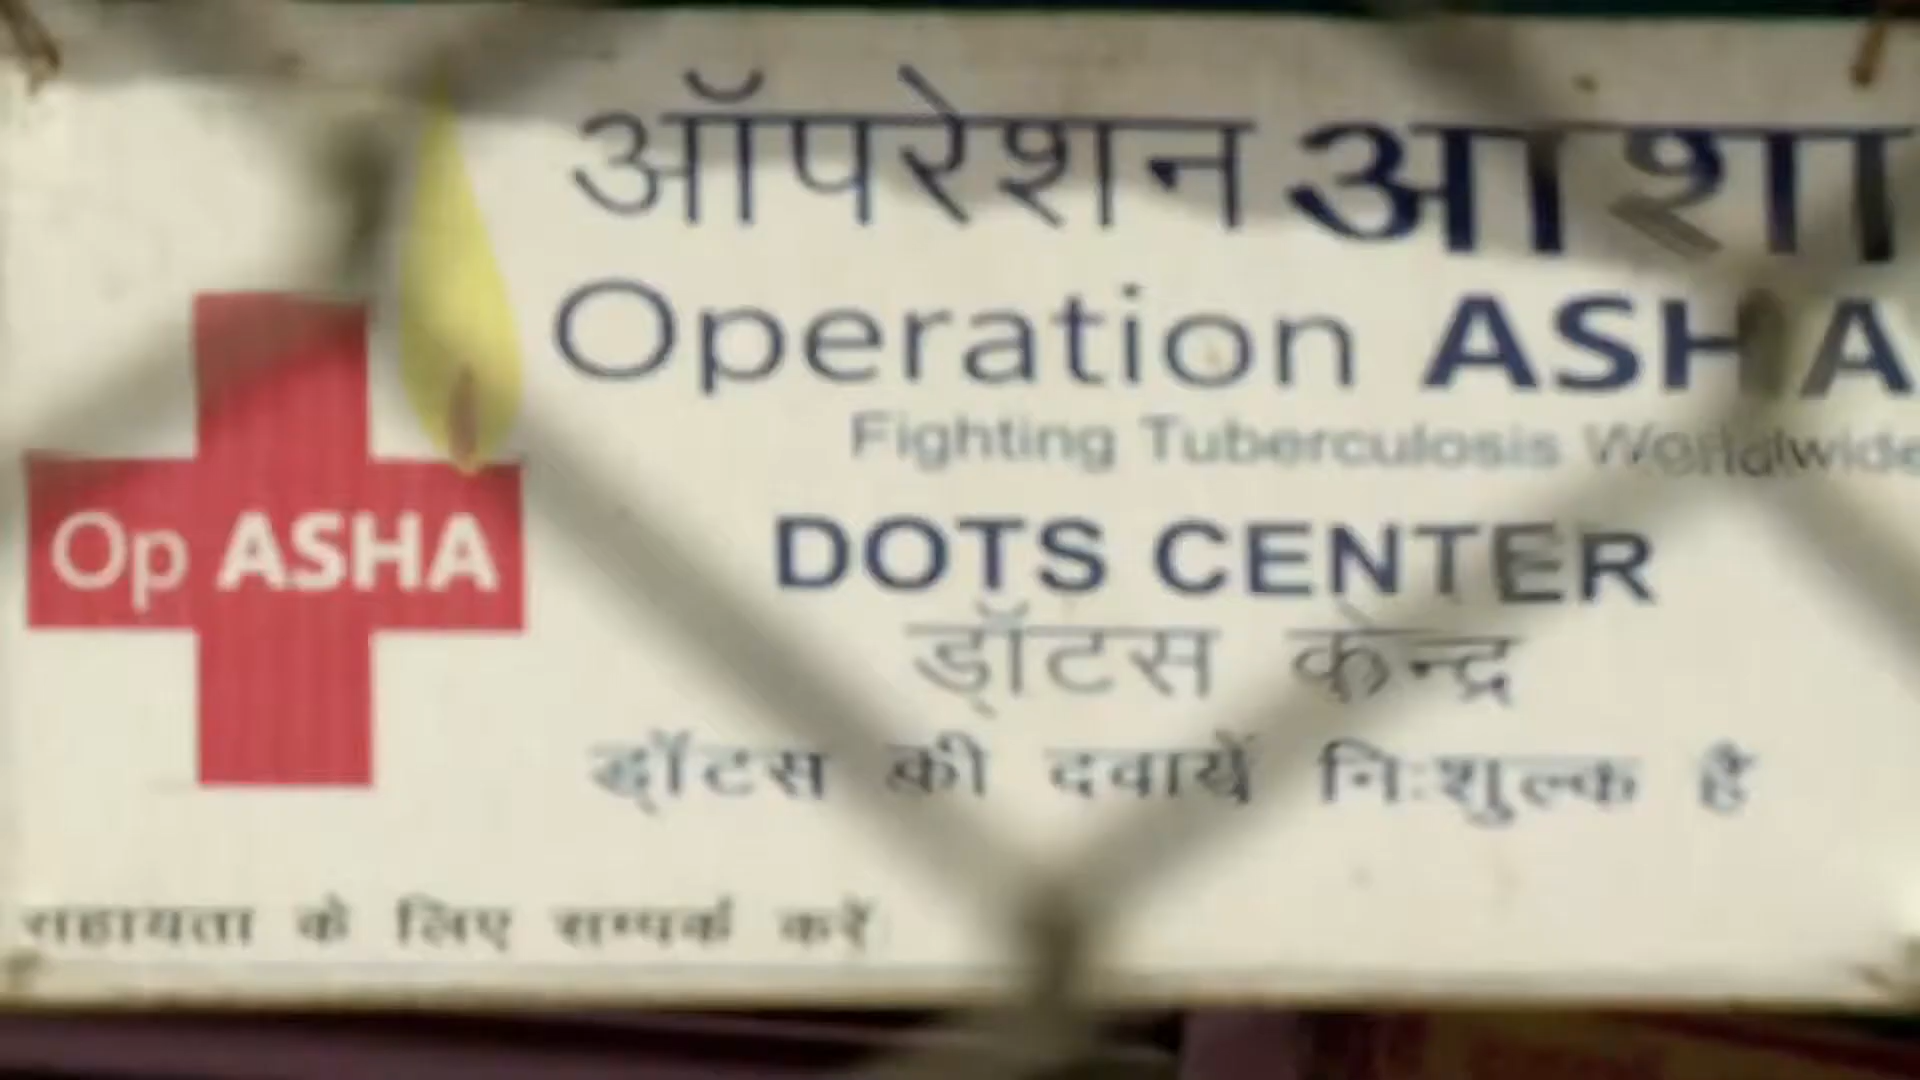 ऑपरेशन आशा
Operation ASHA
Fighting Tuberculosis Worldwide
Op ASHA
DOTS CENTER
डॉटस केन्द्र
डॉटस की दवायें निःशुल्क है
सहायता के लिए सम्पर्क करें